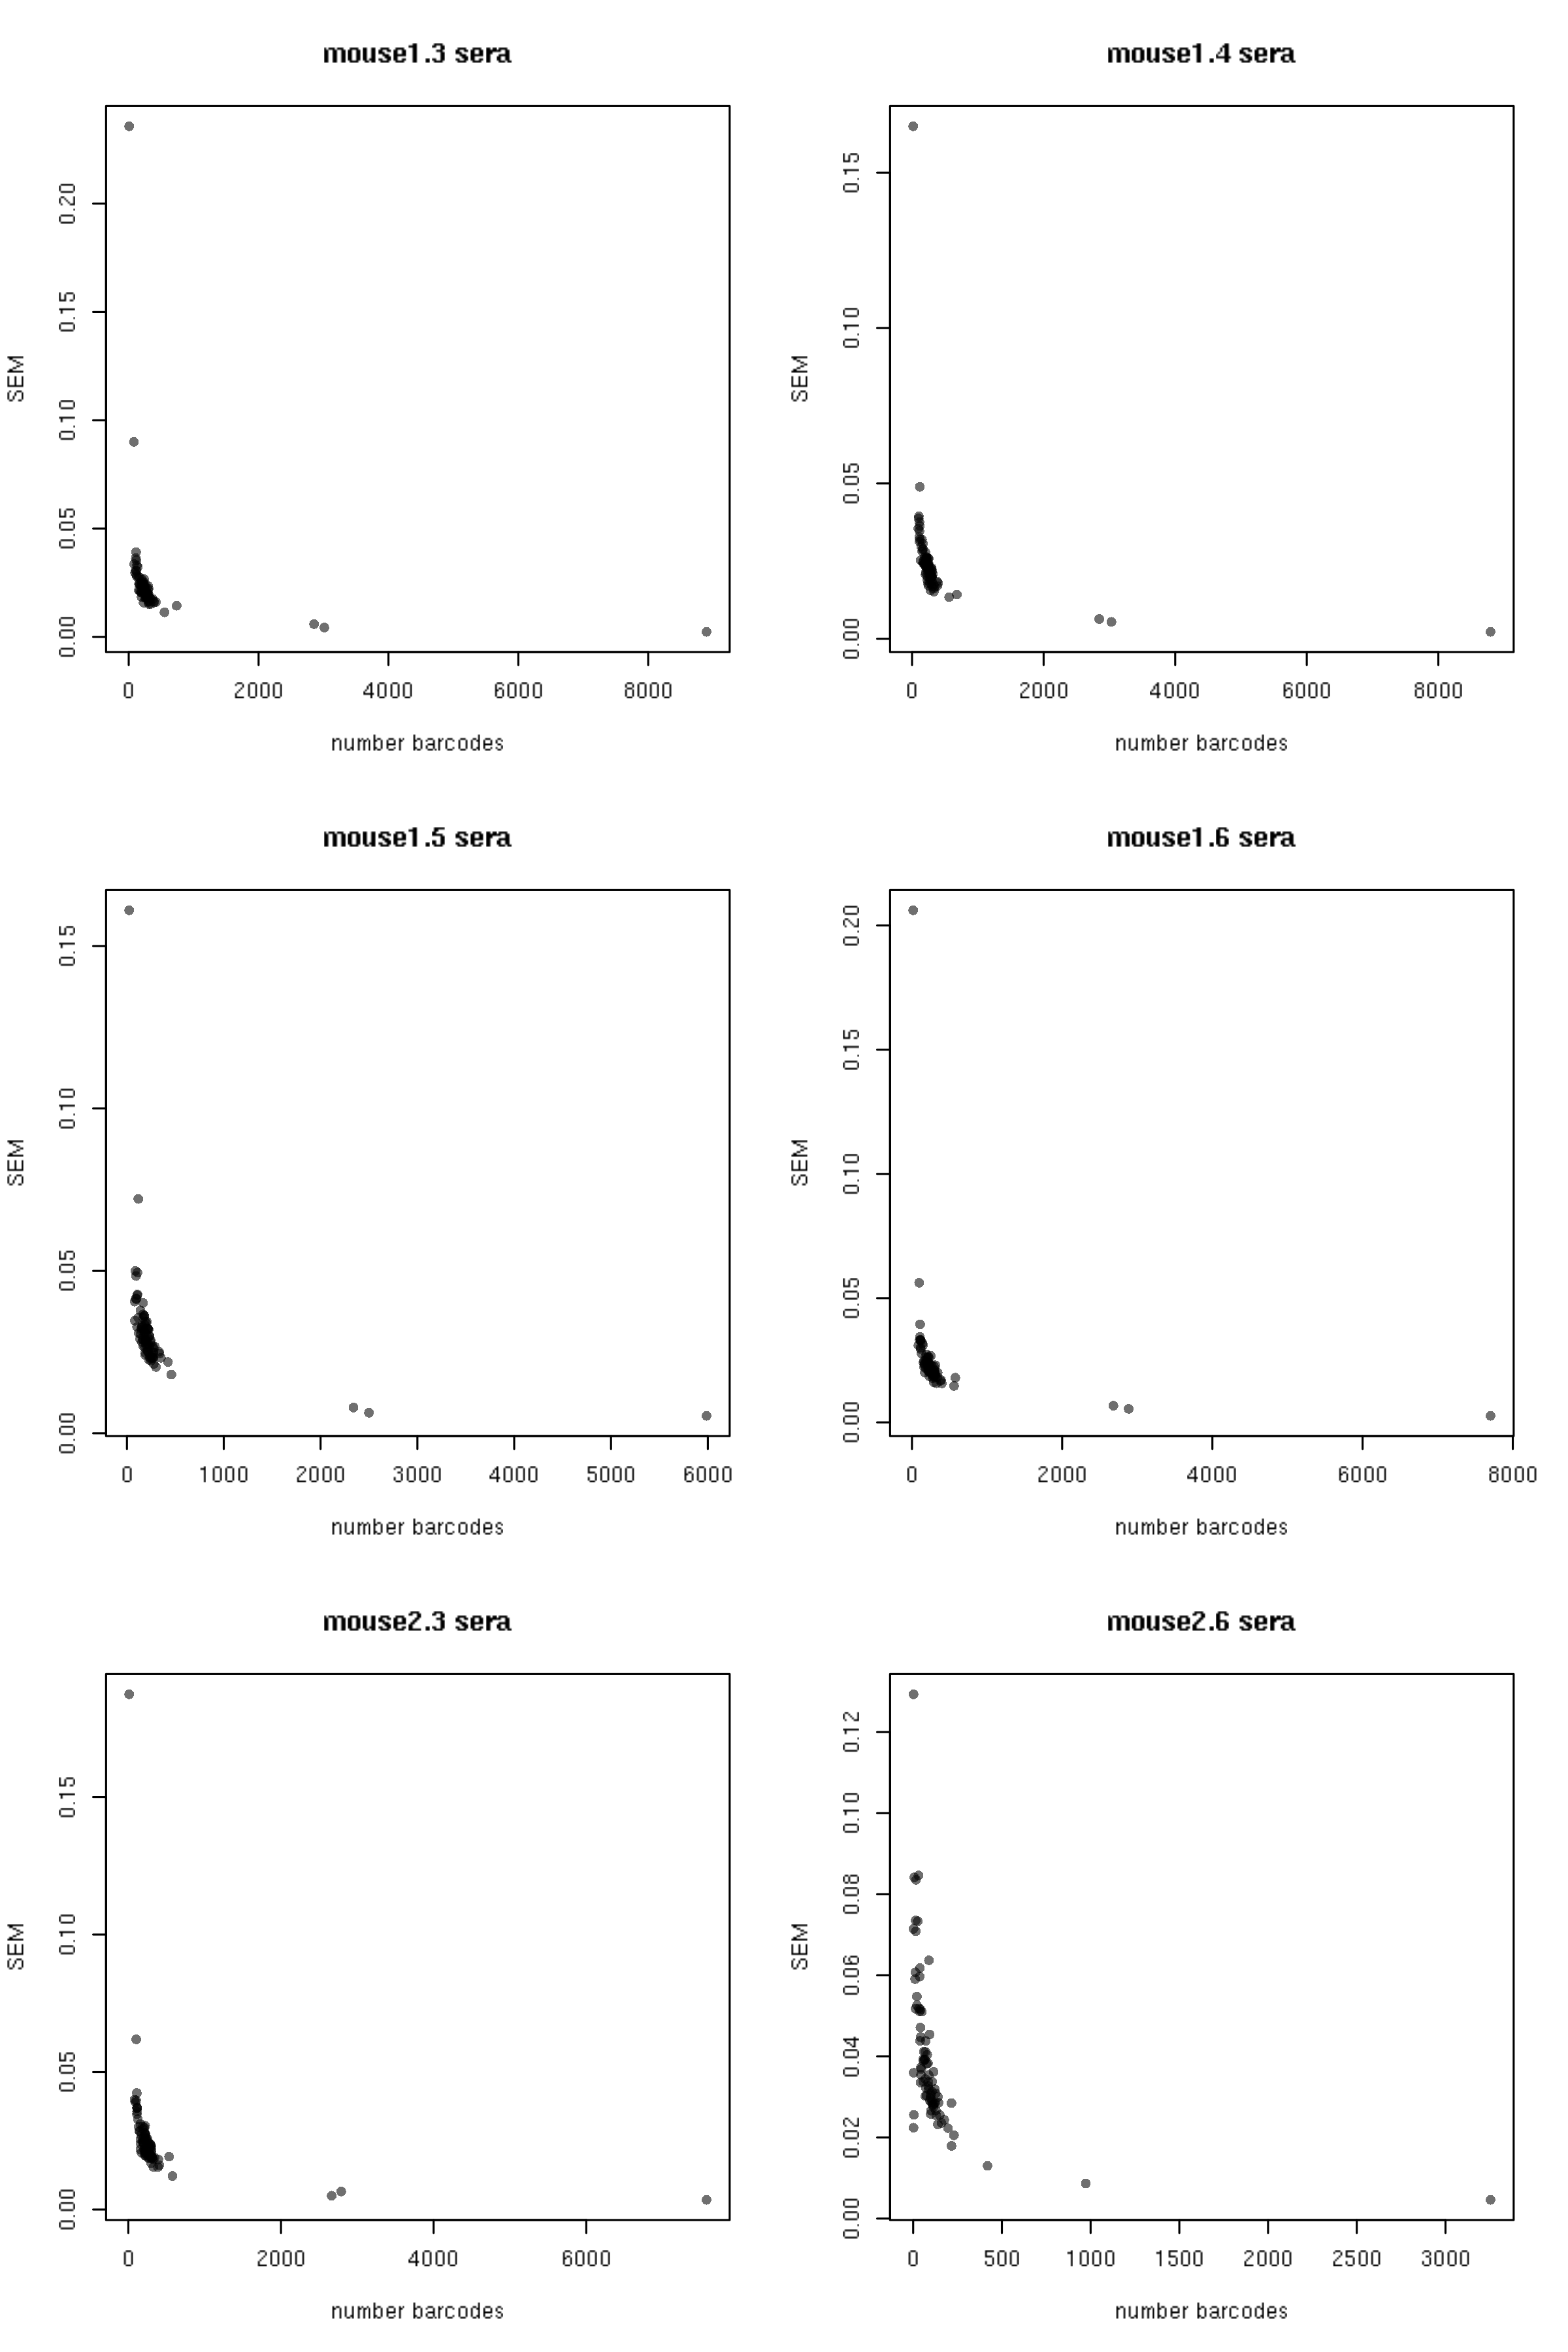 mouse1.3 sera
SEM
0.00 0.05 0.10 0.15 0.20
0 2000 4000 6000 8000
number barcodes
mouse1.4 sera
SEM
0.00 0.05 0.10 0.15
0 2000 4000 6000 8000
number barcodes
mouse1.5 sera
SEM
0.00 0.05 0.10 0.15
0 1000 2000 3000 4000 5000 6000
number barcodes
mouse1.6 sera
SEM
0.00 0.05 0.10 0.15 0.20
0 2000 4000 6000 8000
number barcodes
mouse2.3 sera
SEM
0.00 0.05 0.10 0.15
0 2000 4000 6000
number barcodes
mouse2.6 sera
SEM
0.00 0.02 0.04 0.06 0.08 0.10 0.12
0 500 1000 1500 2000 2500 3000
number barcodes